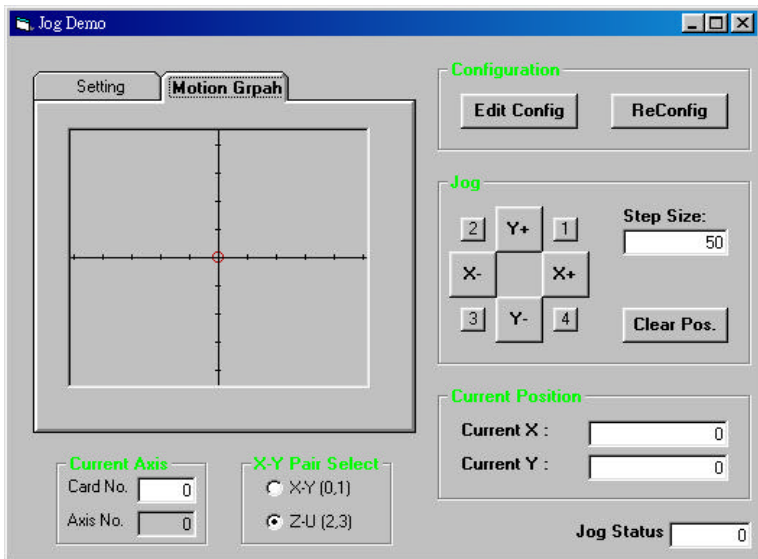 Jog Demo
Setting
Motion Grpah
Configuration
Edit Config
ReConfig
Jog
2
Y+
1
X-
X+
3
Y-
4
Step Size:
50
Clear Pos.
Current Position
Current X :
0
Current Y :
0
Current Axis
Card No.
0
Axis No.
0
X-Y Pair Select
X-Y (0,1)
Z-U (2,3)
Jog Status
0